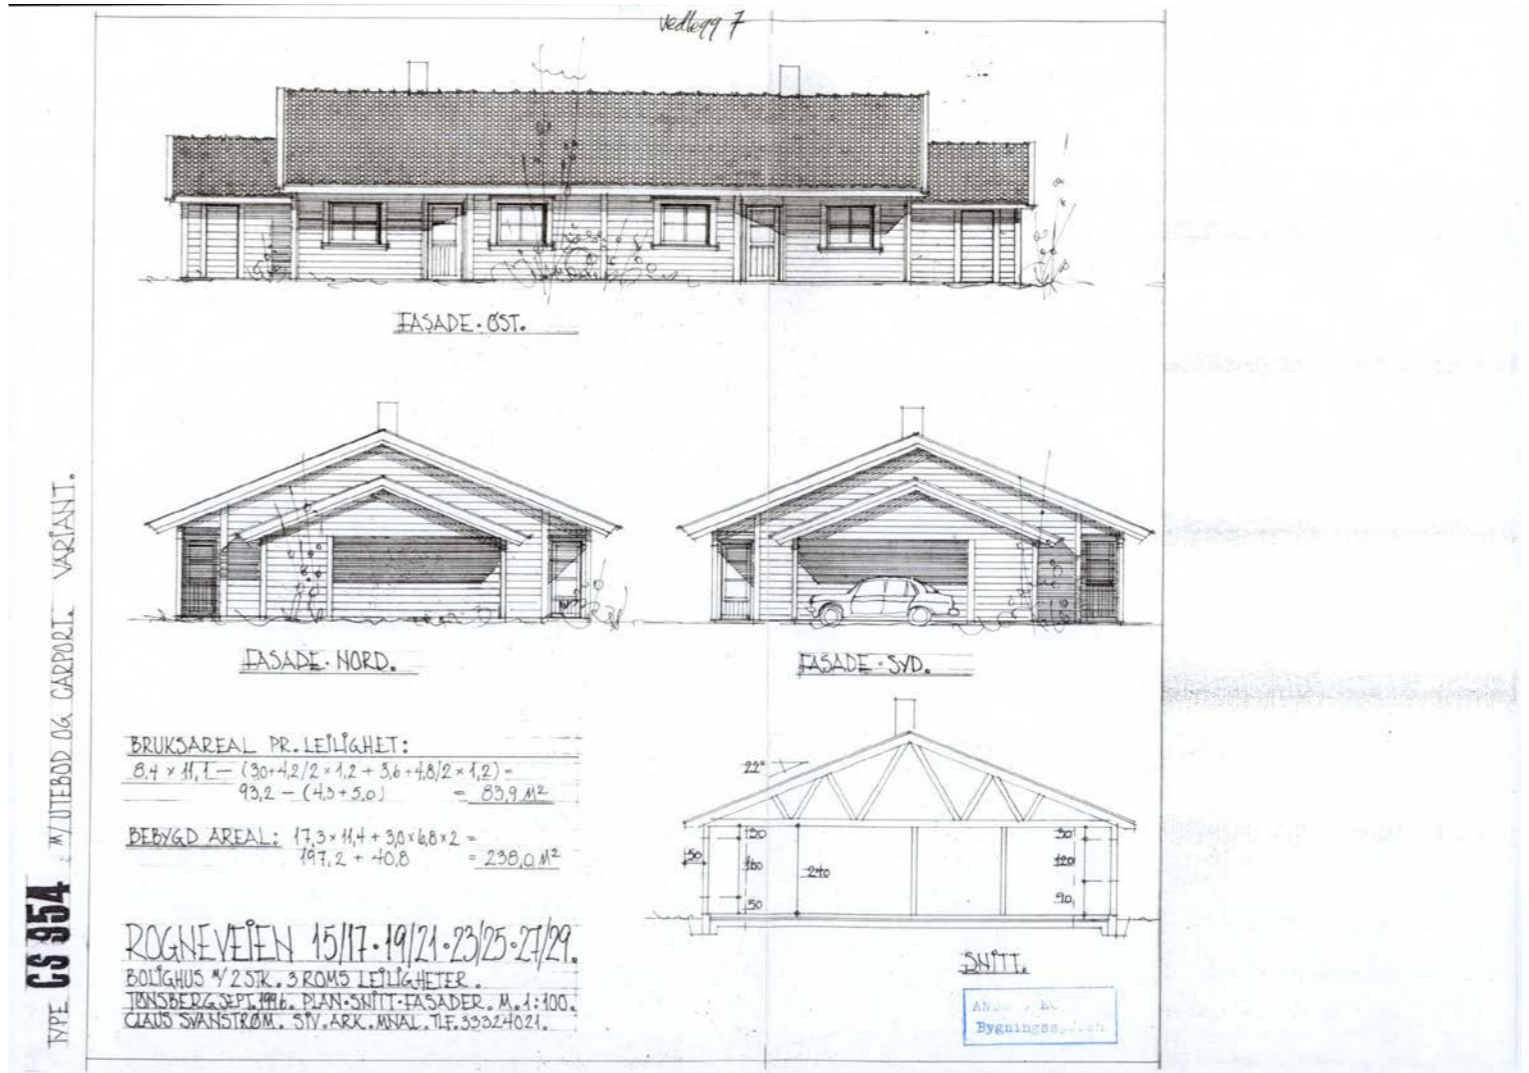 vedlegg 7
FASADE · ØST.
FASADE · NORD.
FASADE · SYD.
BRUKSAREAL PR. LEILIGHET:
8,4 × 11,1 - (3,0+4,2/2 × 1,2 + 3,6+4,8/2 × 1,2) =
93,2 - (4,3+5,0) = 83,9 M²
BEBYGD AREAL: 17,3 × 11,4 + 3,0×6,8×2 =
197,2 + 40,8 = 238,0 M²
22°
50
30
160
50
240
30
120
90
SNITT.
ROGNEVEIEN 15/17·19/21·23/25·27/29.
BOLIGHUS M/ 2 STK. 3 ROMS LEILIGHETER.
TØNSBERG SEPT. 1996. PLAN·SNITT·FASADER. M. 1:100.
CLAUS SVANSTRØM. SIV. ARK. MNAL. TLF. 33324021.
TYPE CS 954 M/ UTEBOD OG CARPORT. VARIANT.